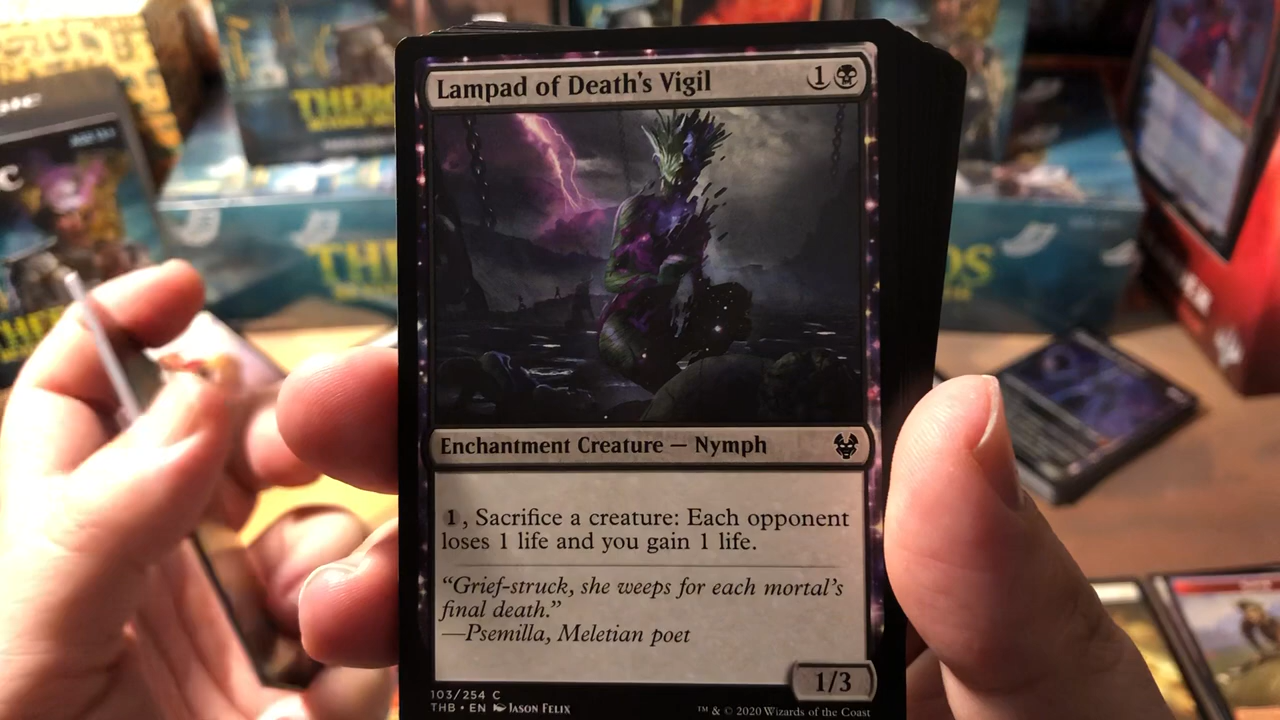 Lampad of Death's Vigil 1
Enchantment Creature — Nymph
1, Sacrifice a creature: Each opponent
loses 1 life and you gain 1 life.
“Grief-struck, she weeps for each mortal's
final death.”
—Psemilla, Meletian poet
1/3
103/254 C
THB • EN JASON FELIX
™ & © 2020 Wizards of the Coast